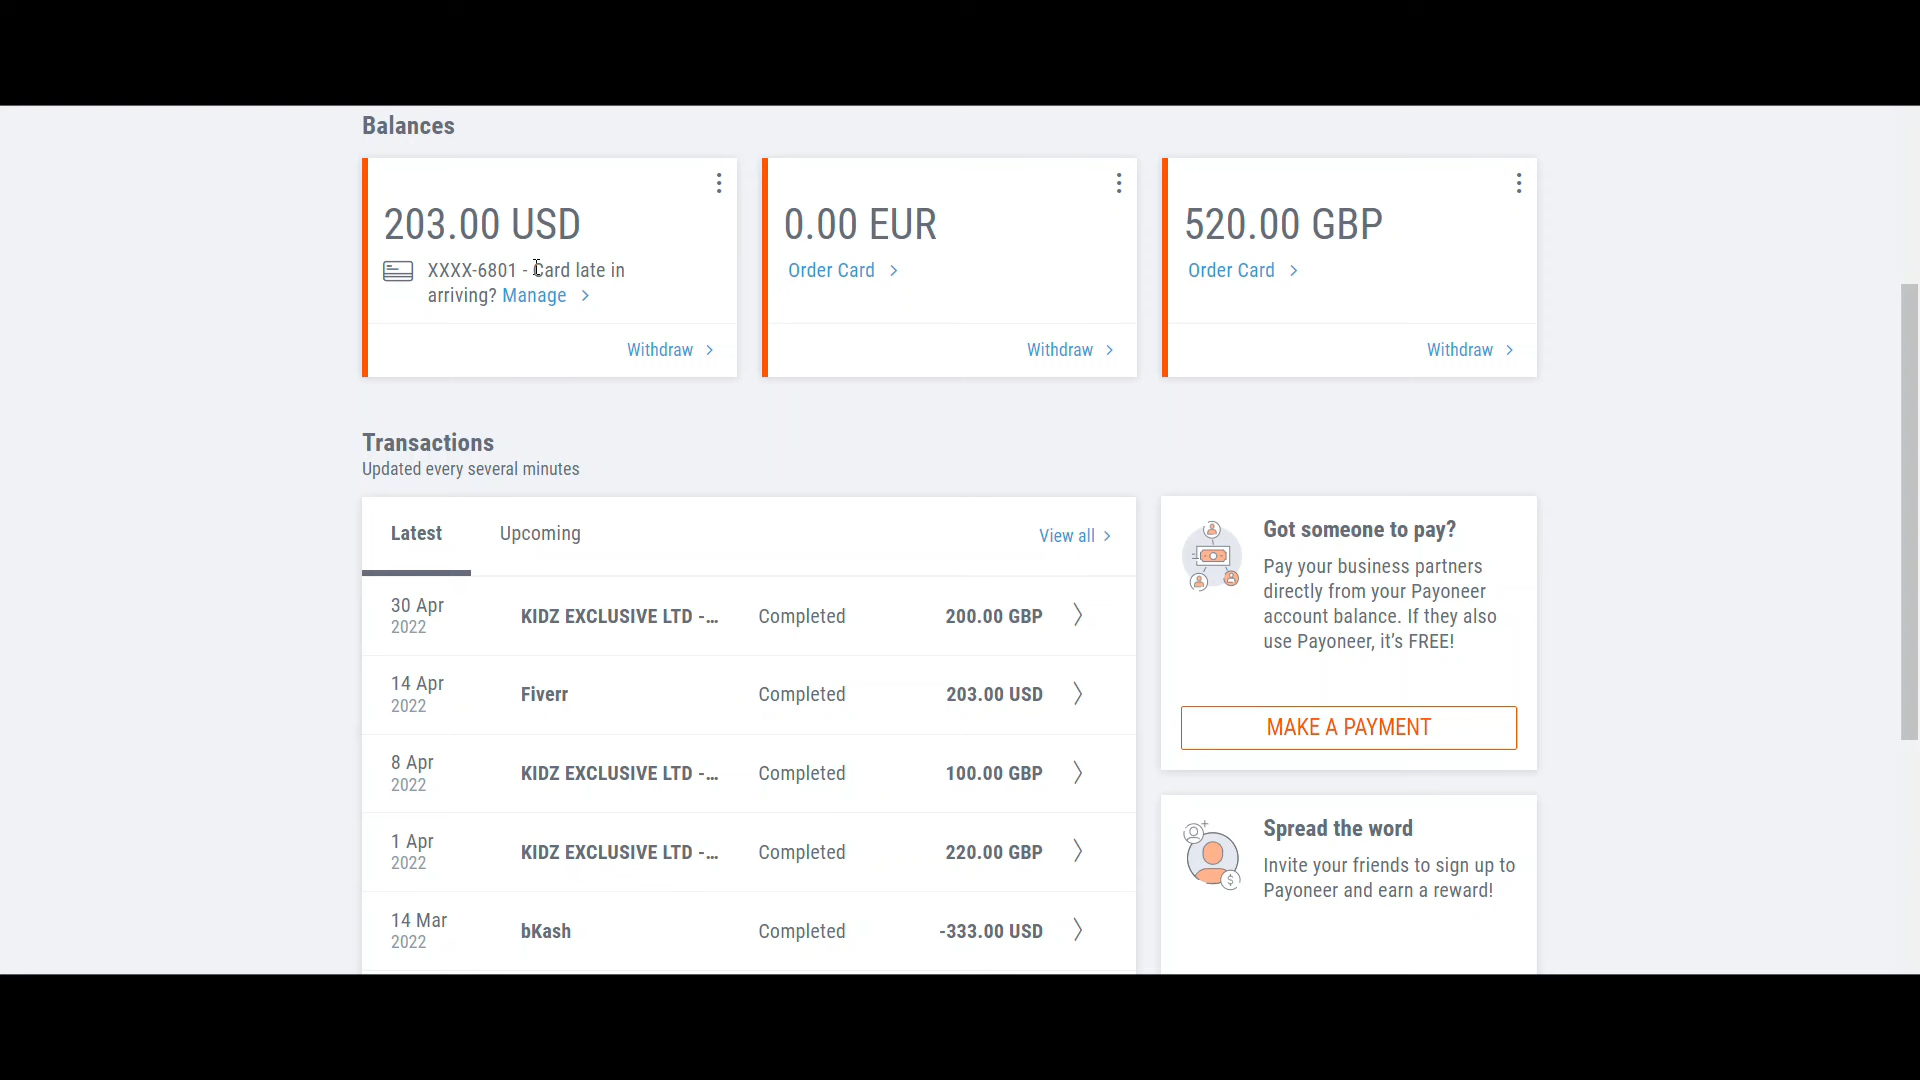 Balances
203.00 USD
XXXX-6801 - Card late in
arriving? Manage
Withdraw
0.00 EUR
Order Card
Withdraw
520.00 GBP
Order Card
Withdraw
Transactions
Updated every several minutes
Latest
Upcoming
View all
30 Apr
2022
KIDZ EXCLUSIVE LTD -...
Completed
200.00 GBP
14 Apr
2022
Fiverr
Completed
203.00 USD
8 Apr
2022
KIDZ EXCLUSIVE LTD -...
Completed
100.00 GBP
1 Apr
2022
KIDZ EXCLUSIVE LTD -...
Completed
220.00 GBP
14 Mar
2022
bKash
Completed
-333.00 USD
Got someone to pay?
Pay your business partners
directly from your Payoneer
account balance. If they also
use Payoneer, it's FREE!
MAKE A PAYMENT
Spread the word
Invite your friends to sign up to
Payoneer and earn a reward!